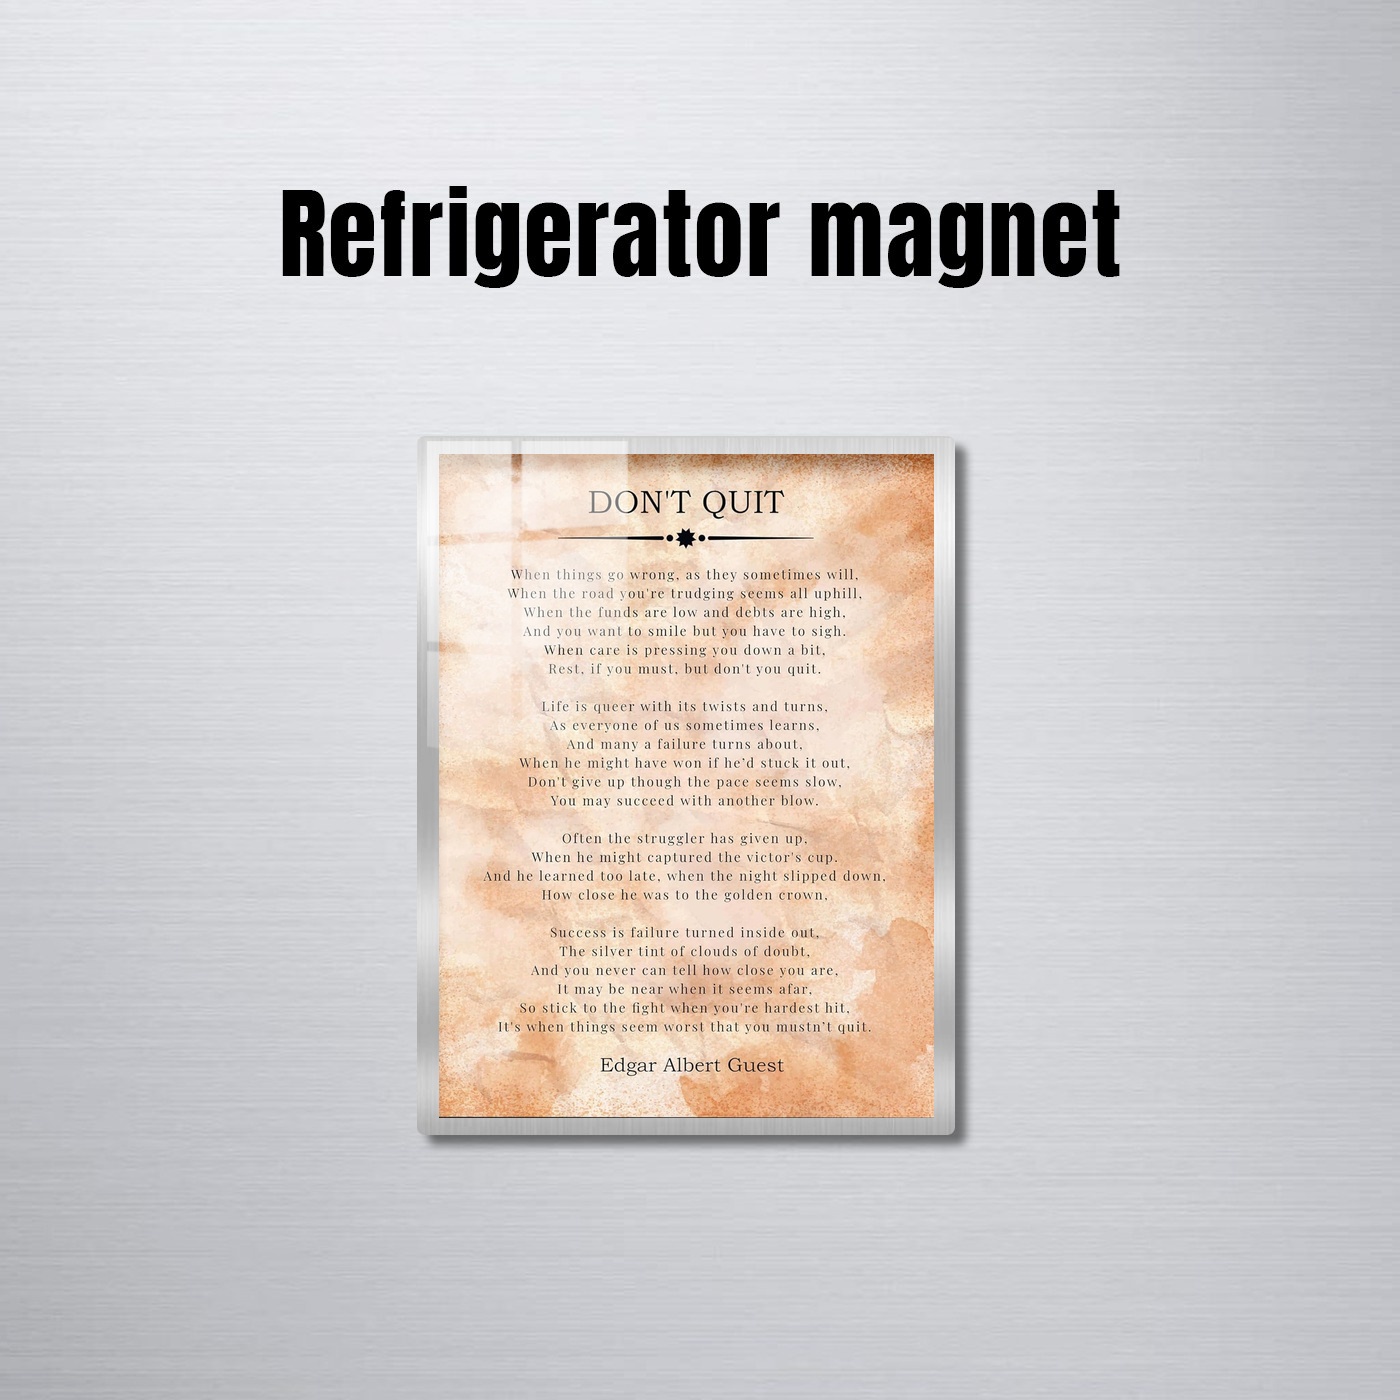 Refrigerator magnet
DON'T QUIT
When things go wrong, as they sometimes will,
When the road you're trudging seems all uphill,
When the funds are low and debts are high,
And you want to smile but you have to sigh.
When care is pressing you down a bit,
Rest, if you must, but don't you quit.
Life is queer with its twists and turns,
As everyone of us sometimes learns,
And many a failure turns about,
When he might have won if he’d stuck it out,
Don't give up though the pace seems slow,
You may succeed with another blow.
Often the struggler has given up,
When he might captured the victor's cup.
And he learned too late, when the night slipped down,
How close he was to the golden crown,
Success is failure turned inside out,
The silver tint of clouds of doubt,
And you never can tell how close you are,
It may be near when it seems afar,
So stick to the fight when you're hardest hit,
It's when things seem worst that you mustn’t quit.
Edgar Albert Guest